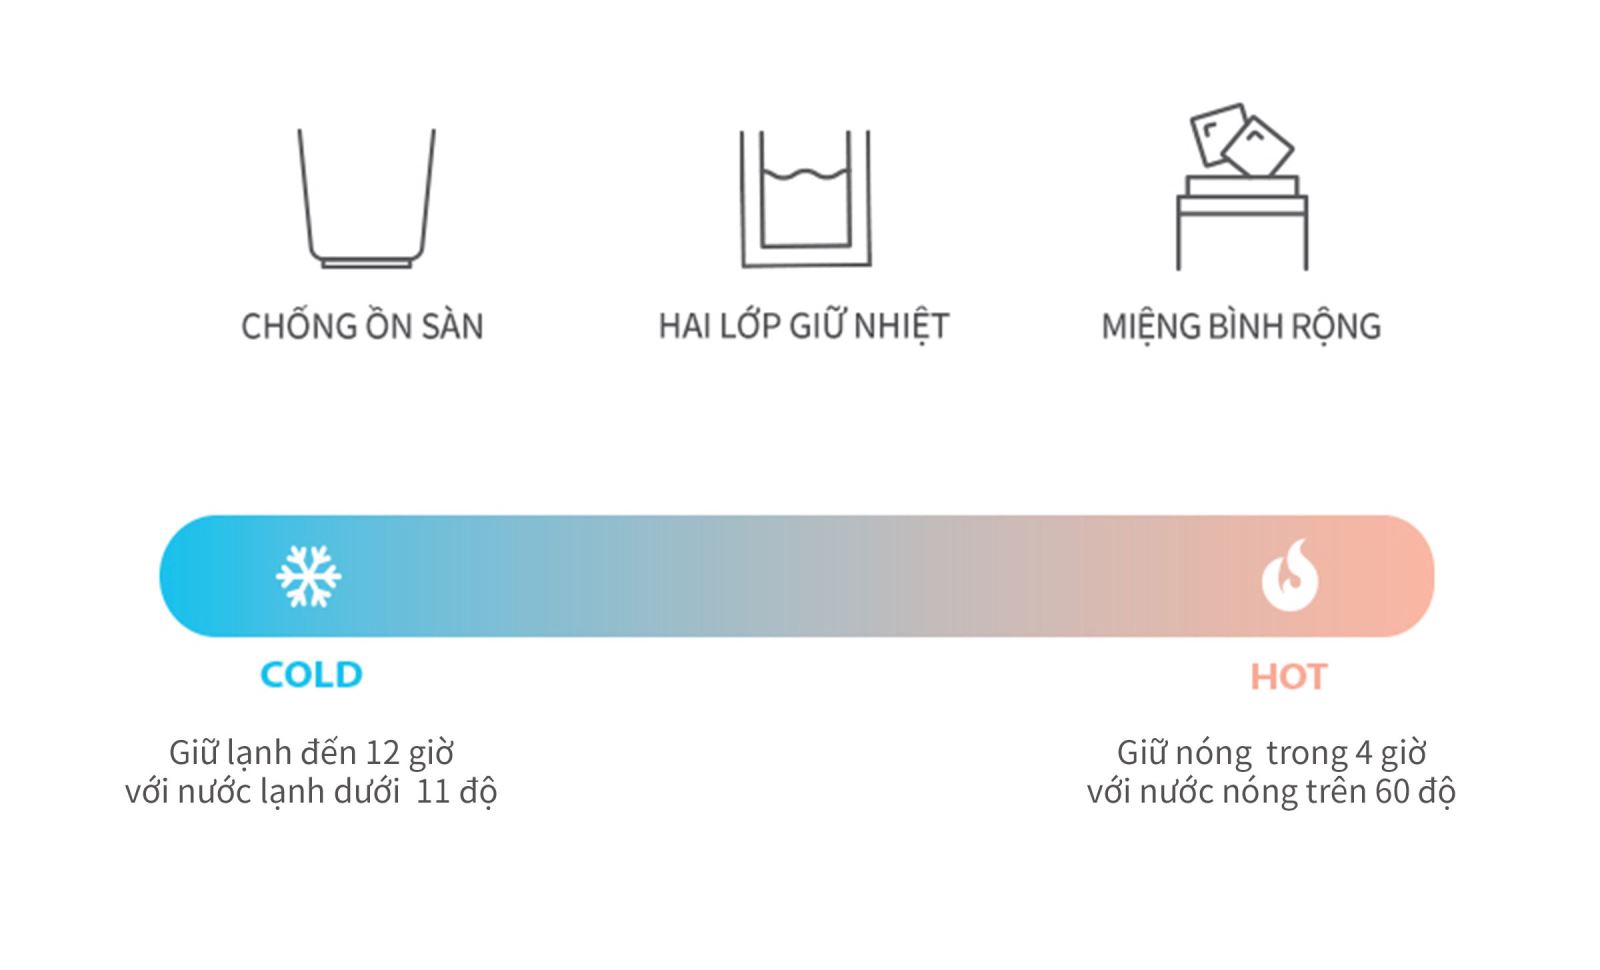 CHỐNG ỒN SÀN
HAI LỚP GIỮ NHIỆT
MIỆNG BÌNH RỘNG
COLD
HOT
Giữ lạnh đến 12 giờ
với nước lạnh dưới 11 độ
Giữ nóng trong 4 giờ
với nước nóng trên 60 độ